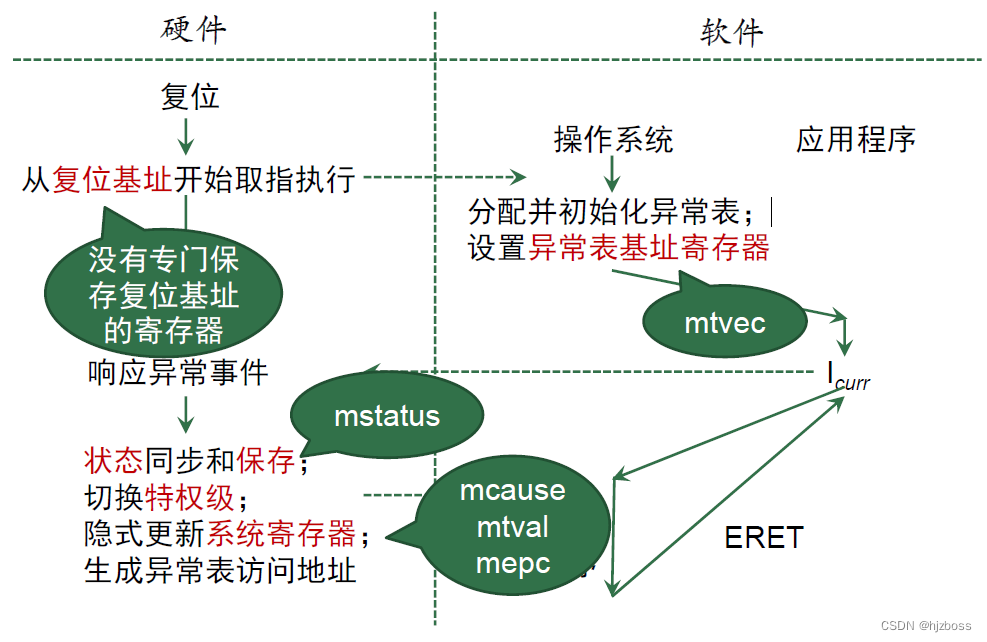 硬件
软件
复位
操作系统
应用程序
从复位基址开始取指执行
分配并初始化异常表;
设置异常表基址寄存器
没有专门保
存复位基址
的寄存器
mtvec
响应异常事件
Icurr
mstatus
状态同步和保存;
切换特权级;
隐式更新系统寄存器;
生成异常表访问地址
mcause
mtval
mepc
ERET
CSDN @hjzboss